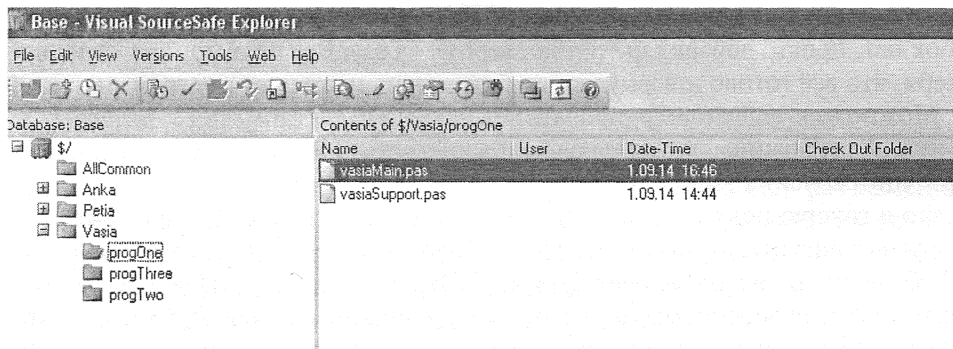 Base - Visual SourceSafe Explorer
File Edit View Versions Tools Web Help
Database: Base
Contents of $/Vasia/progOne
$/
AllCommon
Anka
Petia
Vasia
progOne
progThree
progTwo
Name User Date-Time Check Out Folder
vasiaMain.pas 1.09.14 16:46
vasiaSupport.pas 1.09.14 14:44